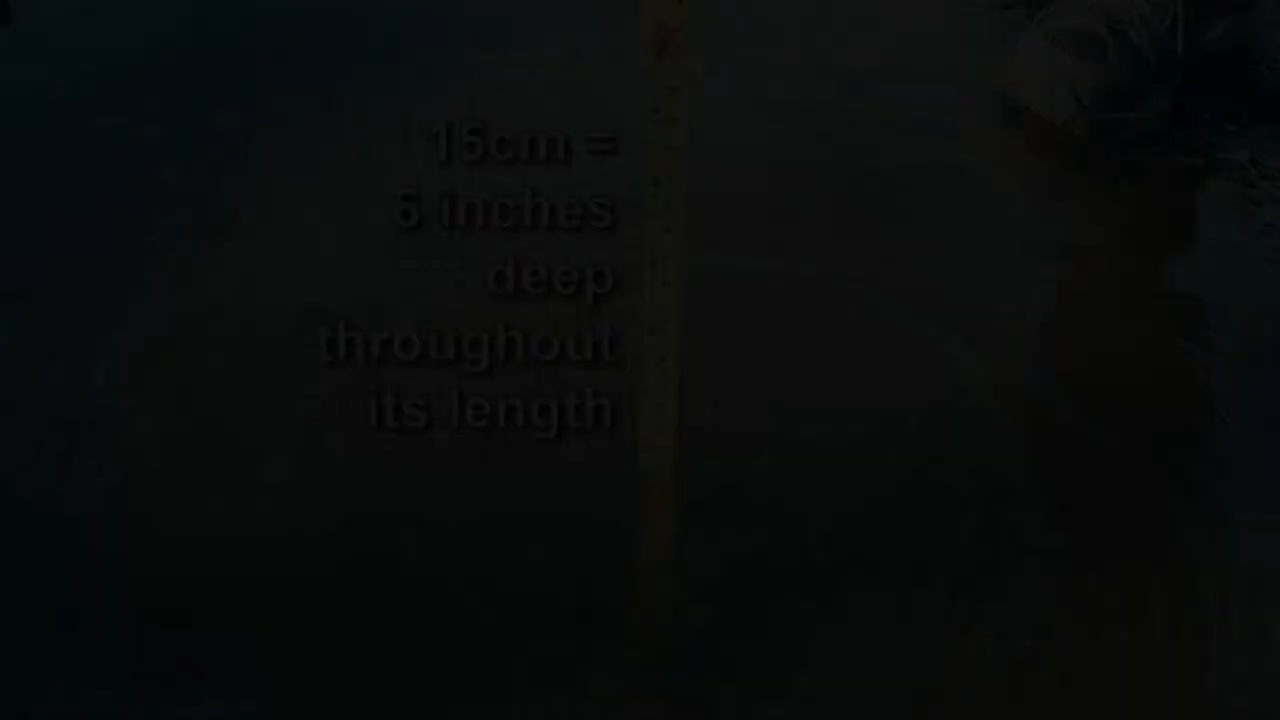 15cm =
6 inches
deep
throughout
its length